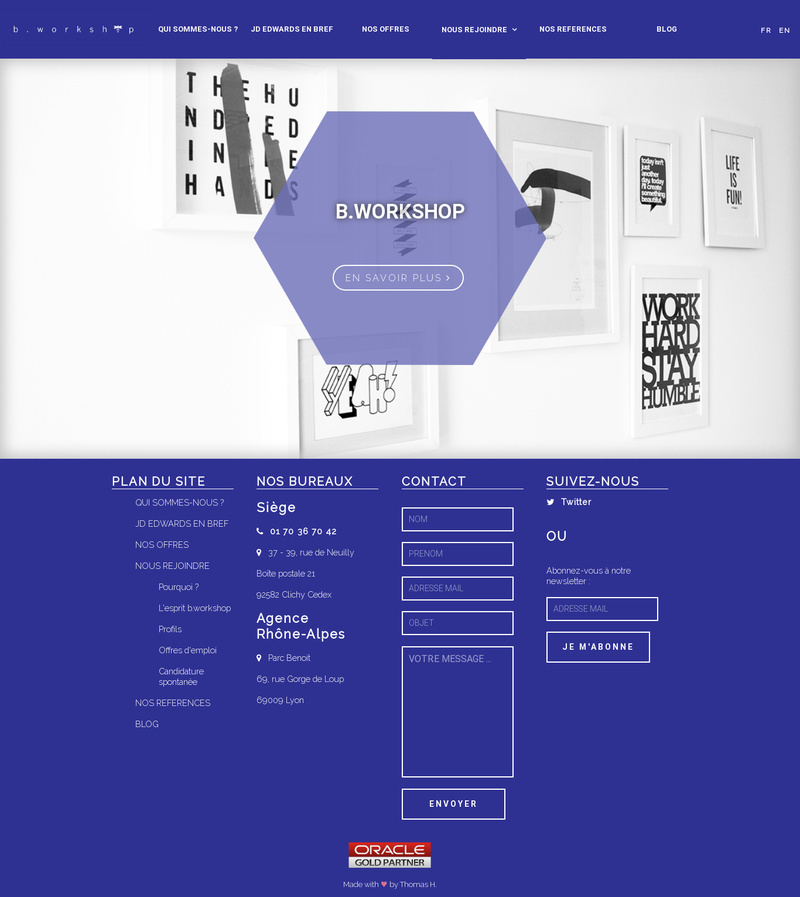 b.workshop
QUI SOMMES-NOUS ?
JD EDWARDS EN BREF
NOS OFFRES
NOUS REJOINDRE
NOS REFERENCES
BLOG
FR EN
THEHU
NDRED
IN LE
HANDS
today isn't
just
another
day. today
I'll create
something
beautiful.
LIFE
IS
FUN!
B.WORKSHOP
EN SAVOIR PLUS >
WORK
HARD
STAY
HUMBLE
YEAH!
PLAN DU SITE
QUI SOMMES-NOUS ?
JD EDWARDS EN BREF
NOS OFFRES
NOUS REJOINDRE
Pourquoi ?
L'esprit b.workshop
Profils
Offres d'emploi
Candidature
spontanée
NOS REFERENCES
BLOG
NOS BUREAUX
Siège
01 70 36 70 42
37 - 39, rue de Neuilly
Boîte postale 21
92582 Clichy Cedex
Agence
Rhône-Alpes
Parc Benoit
69, rue Gorge de Loup
69009 Lyon
CONTACT
NOM
PRENOM
ADRESSE MAIL
OBJET
VOTRE MESSAGE...
ENVOYER
SUIVEZ-NOUS
Twitter
OU
Abonnez-vous à notre
newsletter :
ADRESSE MAIL
JE M'ABONNE
ORACLE
GOLD PARTNER
Made with ♥ by Thomas H.